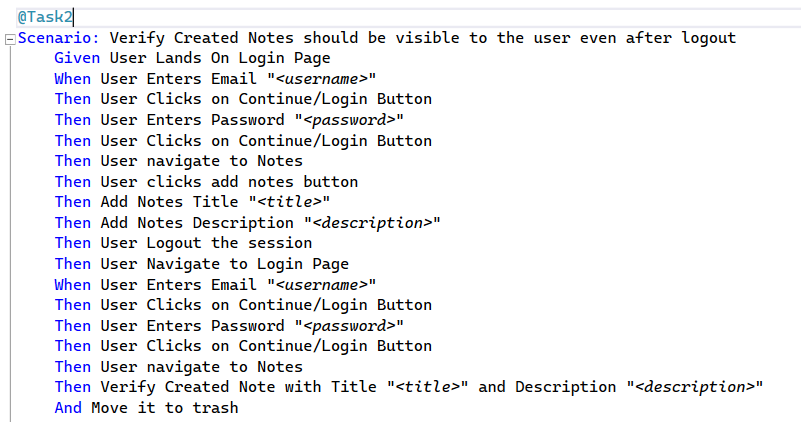 @Task2
Scenario: Verify Created Notes should be visible to the user even after logout
Given User Lands On Login Page
When User Enters Email "<username>"
Then User Clicks on Continue/Login Button
Then User Enters Password "<password>"
Then User Clicks on Continue/Login Button
Then User navigate to Notes
Then User clicks add notes button
Then Add Notes Title "<title>"
Then Add Notes Description "<description>"
Then User Logout the session
Then User Navigate to Login Page
When User Enters Email "<username>"
Then User Clicks on Continue/Login Button
Then User Enters Password "<password>"
Then User Clicks on Continue/Login Button
Then User navigate to Notes
Then Verify Created Note with Title "<title>" and Description "<description>"
And Move it to trash